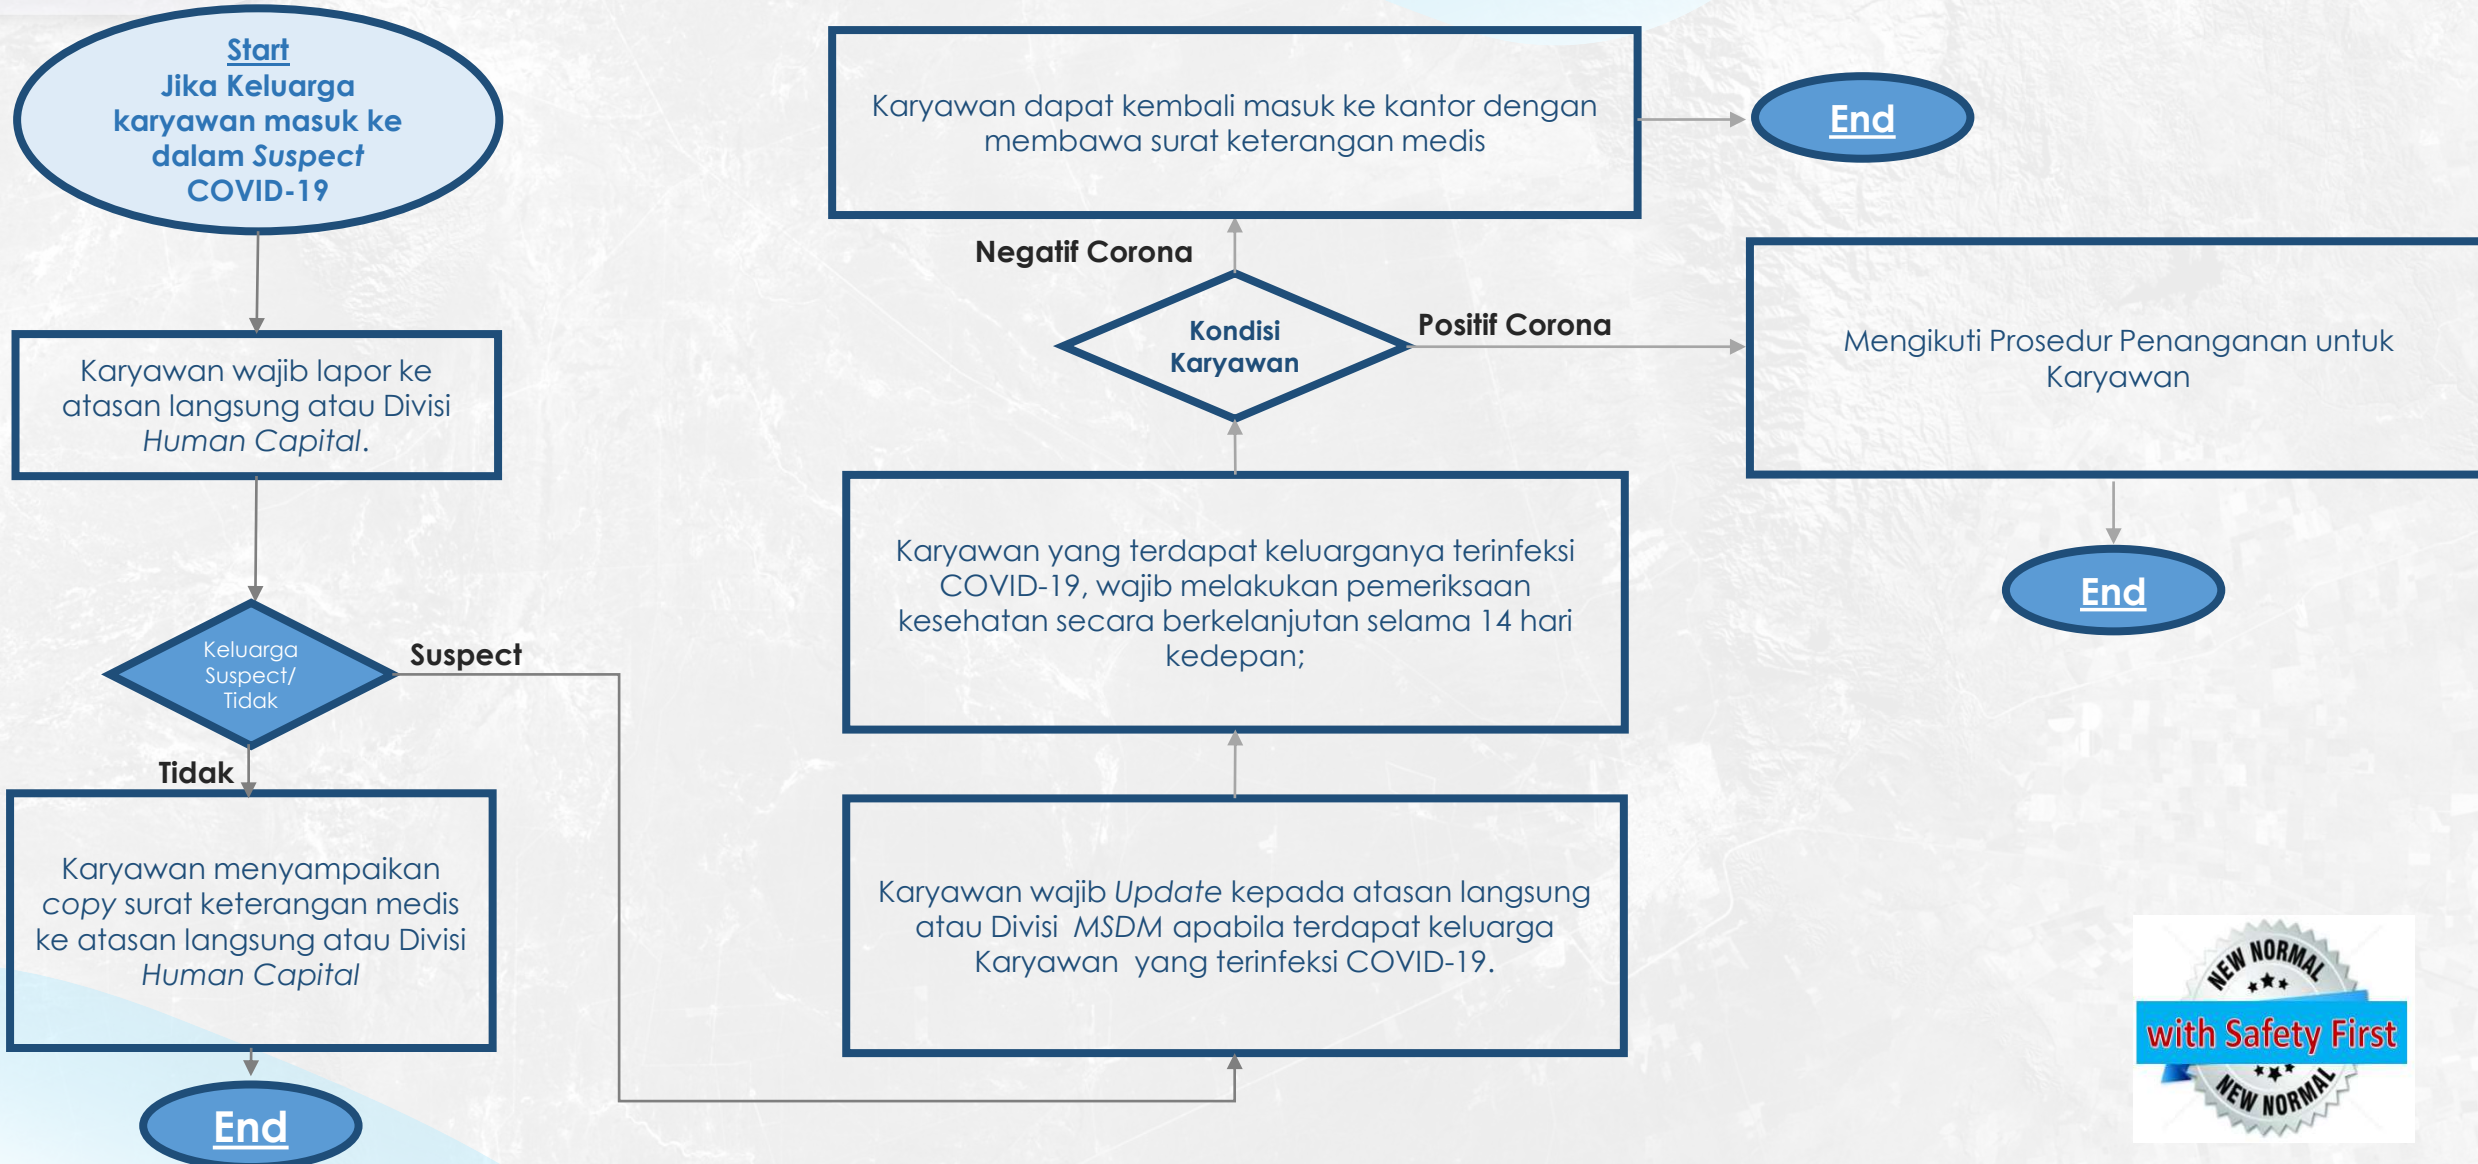 Start
Jika Keluarga
karyawan masuk ke
dalam Suspect
COVID-19
Karyawan wajib lapor ke
atasan langsung atau Divisi
Human Capital.
Keluarga
Suspect/
Tidak
Suspect
Tidak
Karyawan menyampaikan
copy surat keterangan medis
ke atasan langsung atau Divisi
Human Capital
End
Karyawan wajib Update kepada atasan langsung
atau Divisi MSDM apabila terdapat keluarga
Karyawan yang terinfeksi COVID-19.
Karyawan yang terdapat keluarganya terinfeksi
COVID-19, wajib melakukan pemeriksaan
kesehatan secara berkelanjutan selama 14 hari
kedepan;
Kondisi
Karyawan
Negatif Corona
Karyawan dapat kembali masuk ke kantor dengan
membawa surat keterangan medis
End
Positif Corona
Mengikuti Prosedur Penanganan untuk
Karyawan
End
NEW NORMAL
with Safety First
NEW NORMAL